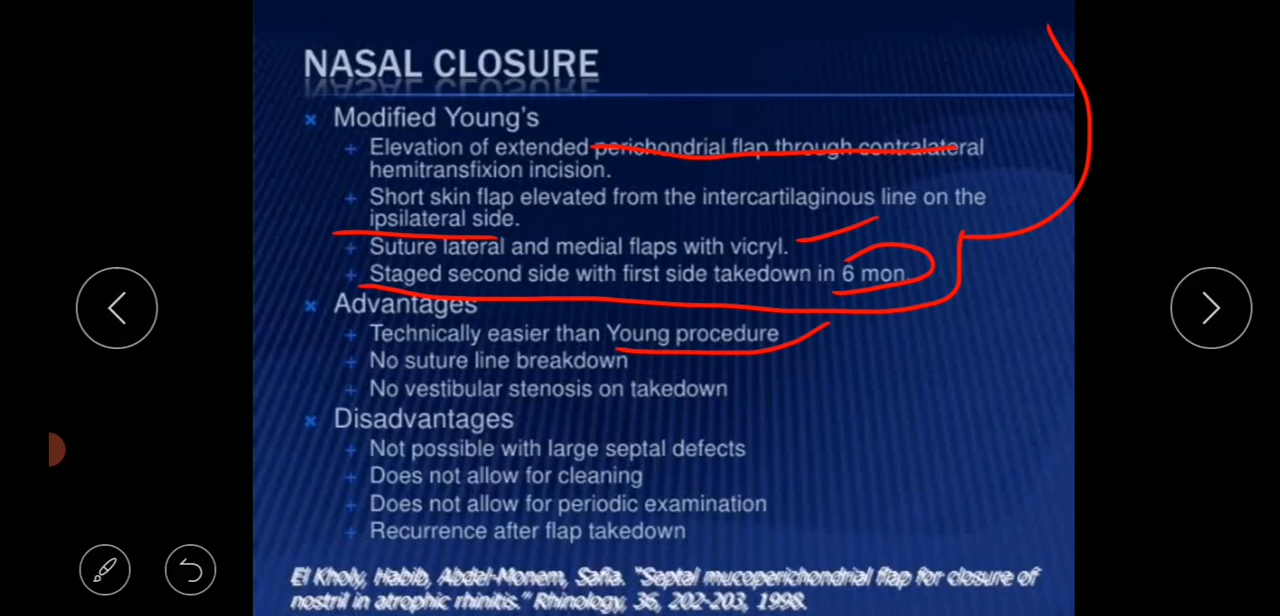 NASAL CLOSURE
Modified Young's
Elevation of extended perichondrial flap through contralateral
hemitransfixion incision.
Short skin flap elevated from the intercartilaginous line on the
ipsilateral side.
Suture lateral and medial flaps with vicryl.
Staged second side with first side takedown in 6 mon.
Advantages
Technically easier than Young procedure
No suture line breakdown
No vestibular stenosis on takedown
Disadvantages
Not possible with large septal defects
Does not allow for cleaning
Does not allow for periodic examination
Recurrence after flap takedown
El Kholy, Habib, Abdel-Monem, Safia. "Septal mucoperichondrial flap for closure of
nostril in atrophic rhinitis." Rhinology, 36, 202-203, 1998.